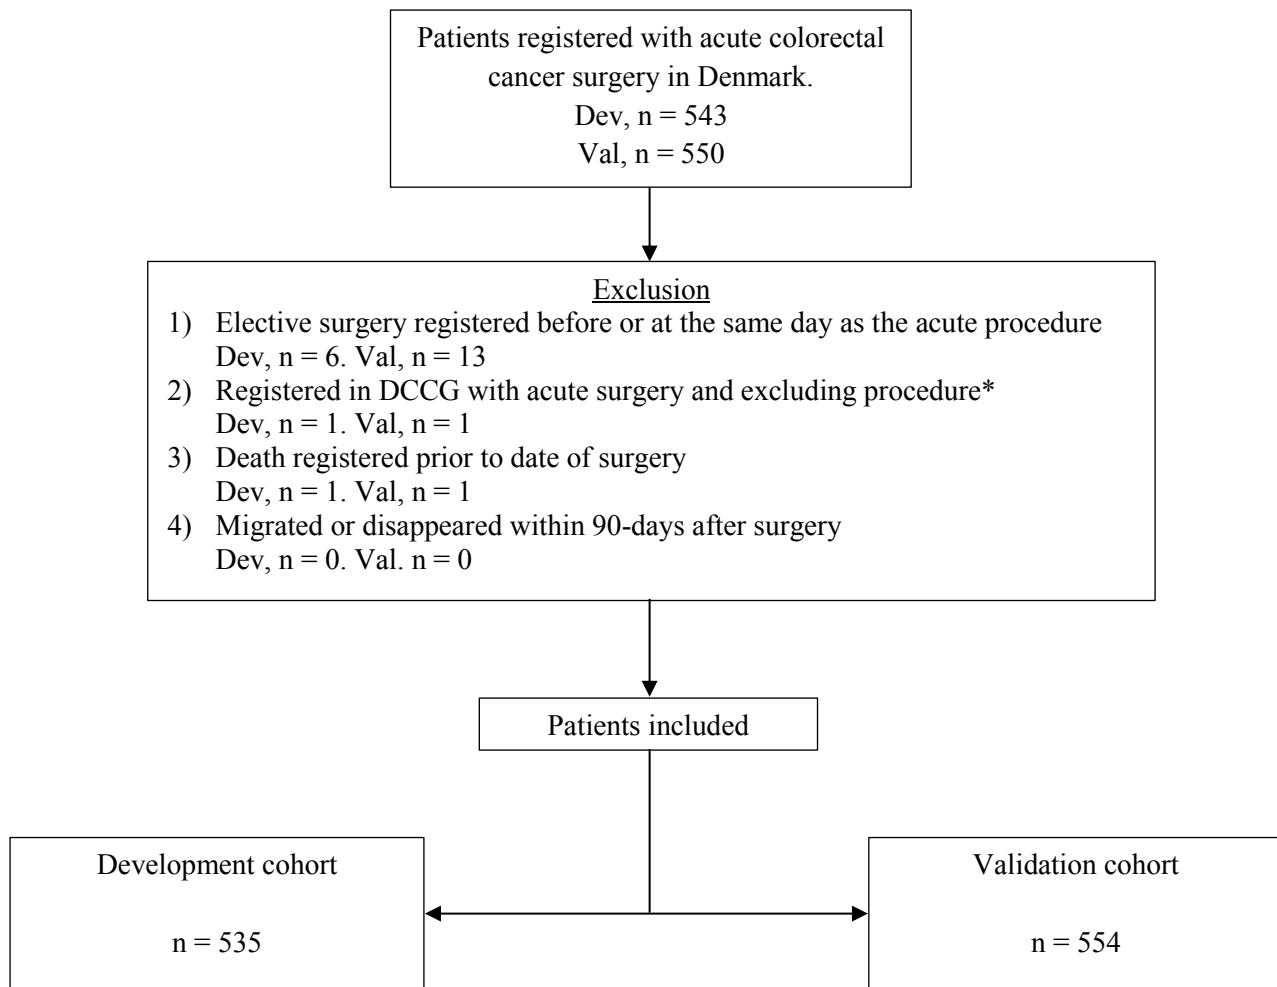 Patients registered with acute colorectal
cancer surgery in Denmark.
Dev, n = 543
Val, n = 550
Exclusion
1) Elective surgery registered before or at the same day as the acute procedure
Dev, n = 6. Val, n = 13
2) Registered in DCCG with acute surgery and excluding procedure*
Dev, n = 1. Val, n = 1
3) Death registered prior to date of surgery
Dev, n = 1. Val, n = 1
4) Migrated or disappeared within 90-days after surgery
Dev, n = 0. Val. n = 0
Patients included
Development cohort
n = 535
Validation cohort
n = 554